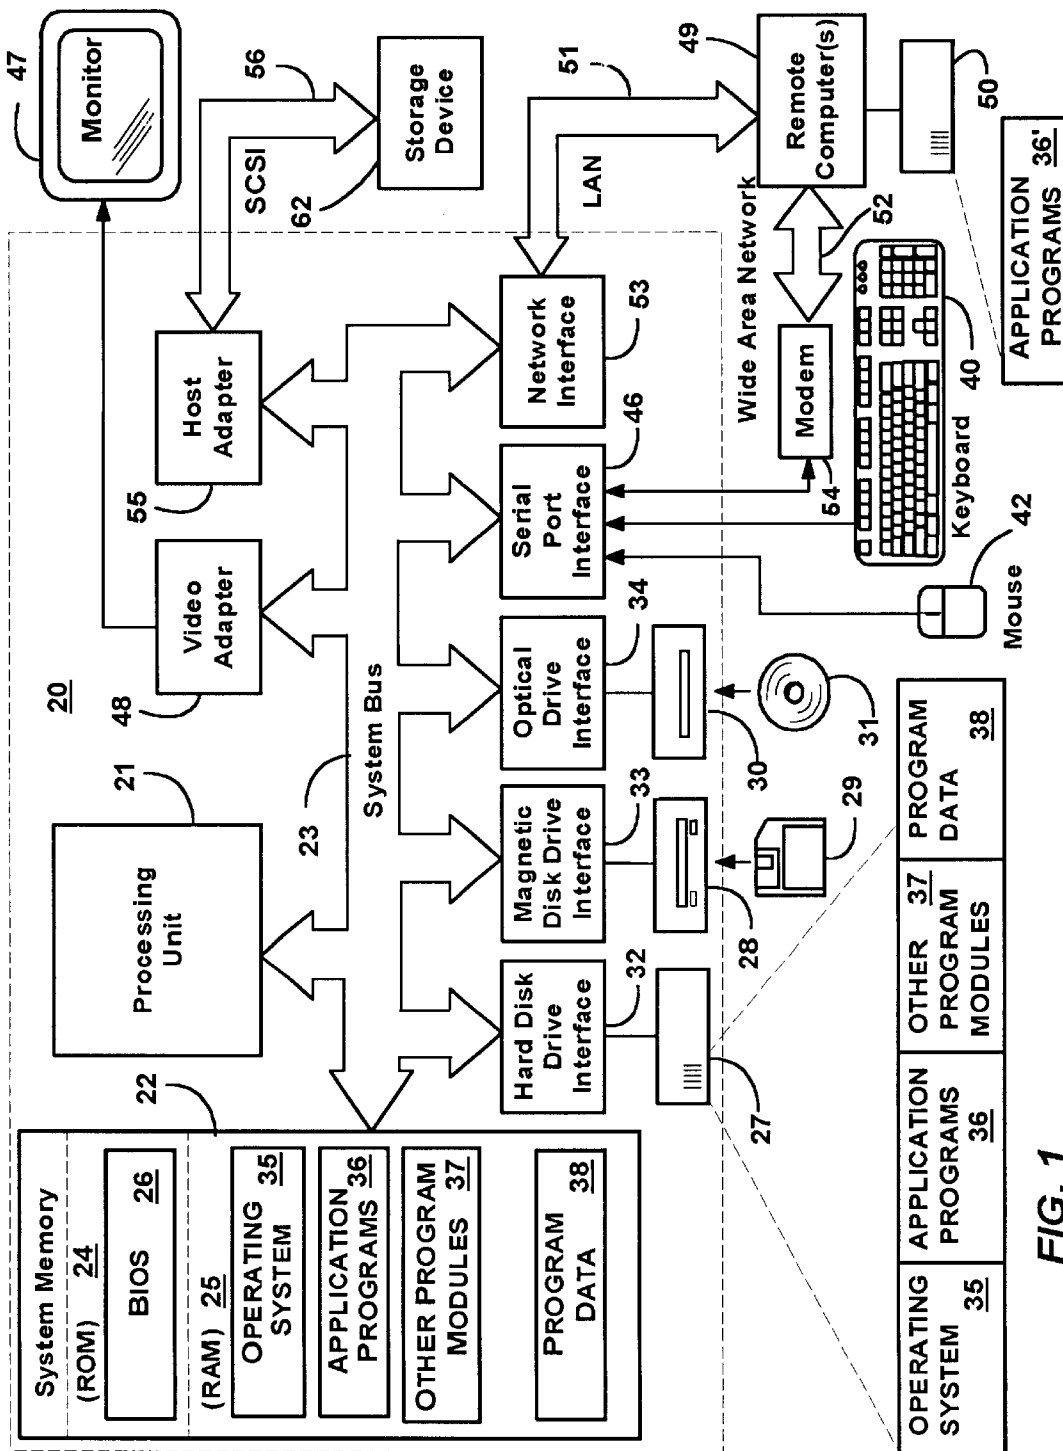 System Memory
(ROM) 24
BIOS 26
(RAM) 25
OPERATING
SYSTEM 35
APPLICATION
PROGRAMS 36
OTHER PROGRAM
MODULES 37
PROGRAM
DATA 38
22
Processing
Unit
21
20
23
System Bus
Video
Adapter
48
Host
Adapter
55
47
Monitor
SCSI
56
Storage
Device
62
Hard Disk
Drive
Interface
32
Magnetic
Disk Drive
Interface
33
Optical
Drive
Interface
34
Serial
Port
Interface
46
Network
Interface
53
LAN
51
27
28
29
30
31
Wide Area Network
52
Modem
54
Remote
Computer(s)
49
50
Keyboard
40
Mouse
42
OPERATING
SYSTEM 35
APPLICATION
PROGRAMS 36
OTHER 37
PROGRAM
MODULES
PROGRAM
DATA 38
APPLICATION
PROGRAMS 36'
FIG. 1